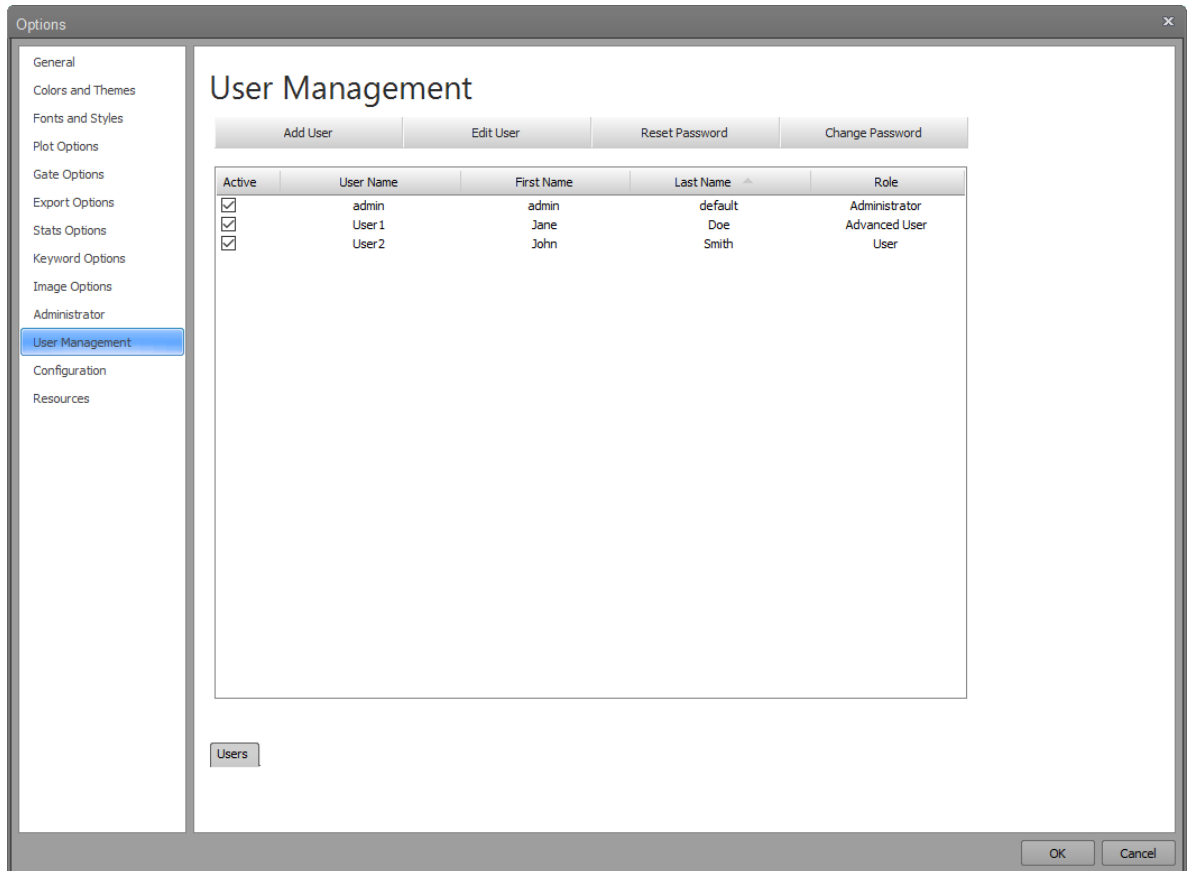 Options
General
Colors and Themes
Fonts and Styles
Plot Options
Gate Options
Export Options
Stats Options
Keyword Options
Image Options
Administrator
User Management
Configuration
Resources
User Management
Add User Edit User Reset Password Change Password
Active User Name First Name Last Name Role
admin admin default Administrator
User1 Jane Doe Advanced User
User2 John Smith User
Users
OK Cancel